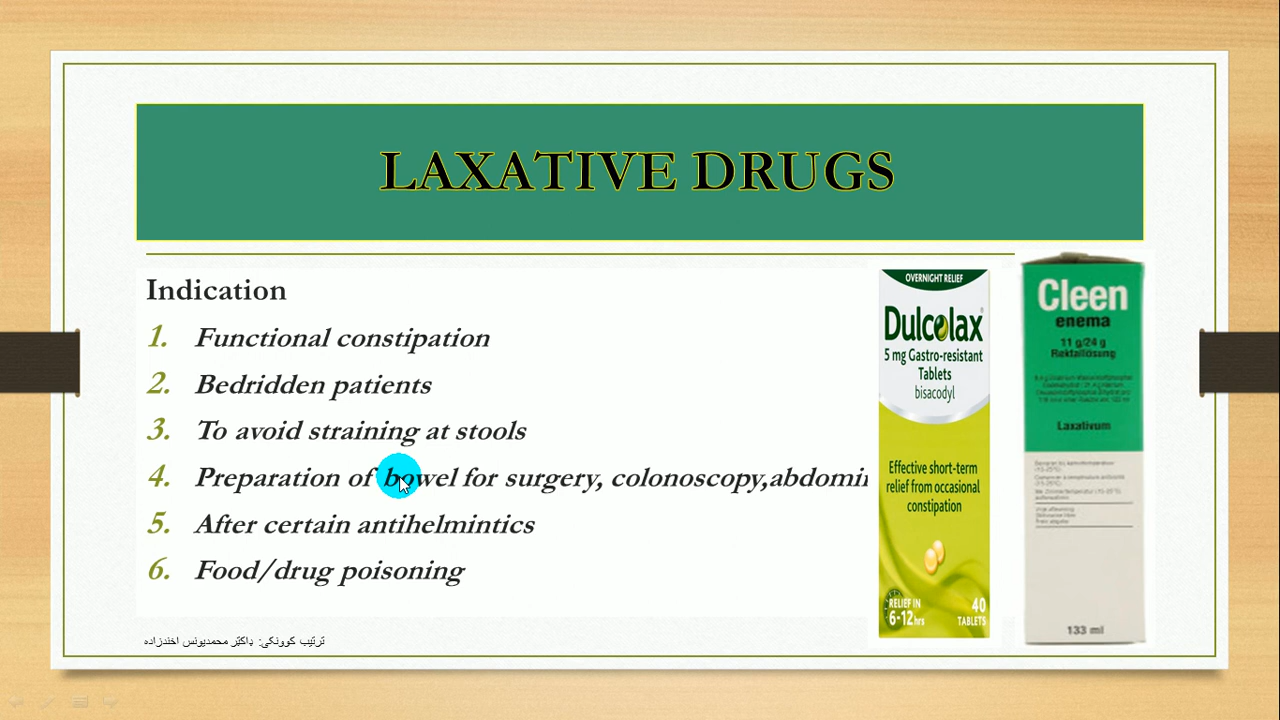 LAXATIVE DRUGS
Indication
1. Functional constipation
2. Bedridden patients
3. To avoid straining at stools
4. Preparation of bowel for surgery, colonoscopy,abdomin
5. After certain antihelmintics
6. Food/drug poisoning
ترتیب کوونکی: ډاکټر محمدیونس اخندزاده
OVERNIGHT RELIEF
Dulcolax
5 mg Gastro-resistant
Tablets
bisacodyl
Effective short-term
relief from occasional
constipation
RELIEF IN
6-12hrs
40
TABLETS
Cleen
enema
11 g/24 g
Rektallösung
Laxativum
133 ml